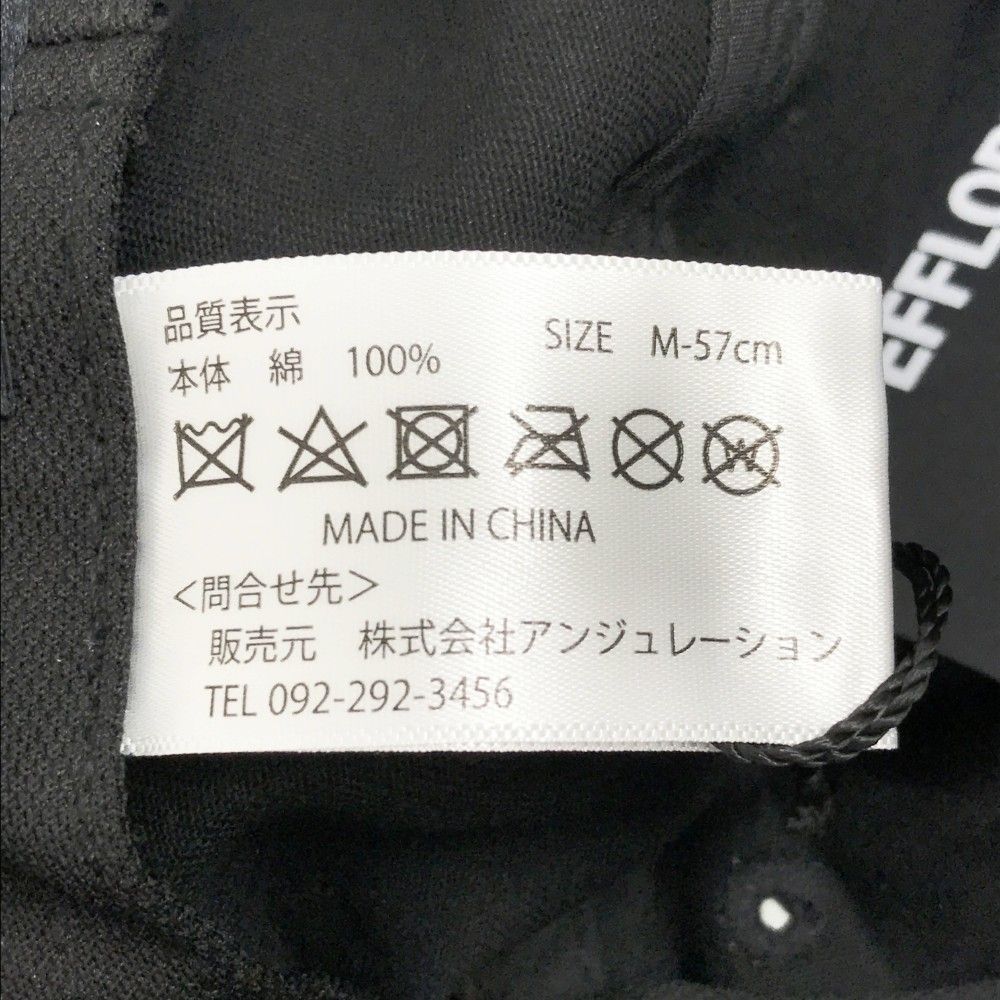 品質表示
本体 綿 100%
SIZE M-57cm
W
MADE IN CHINA
<問合せ先>
販売元 株式会社アンジュレーション
TEL 092-292-3456